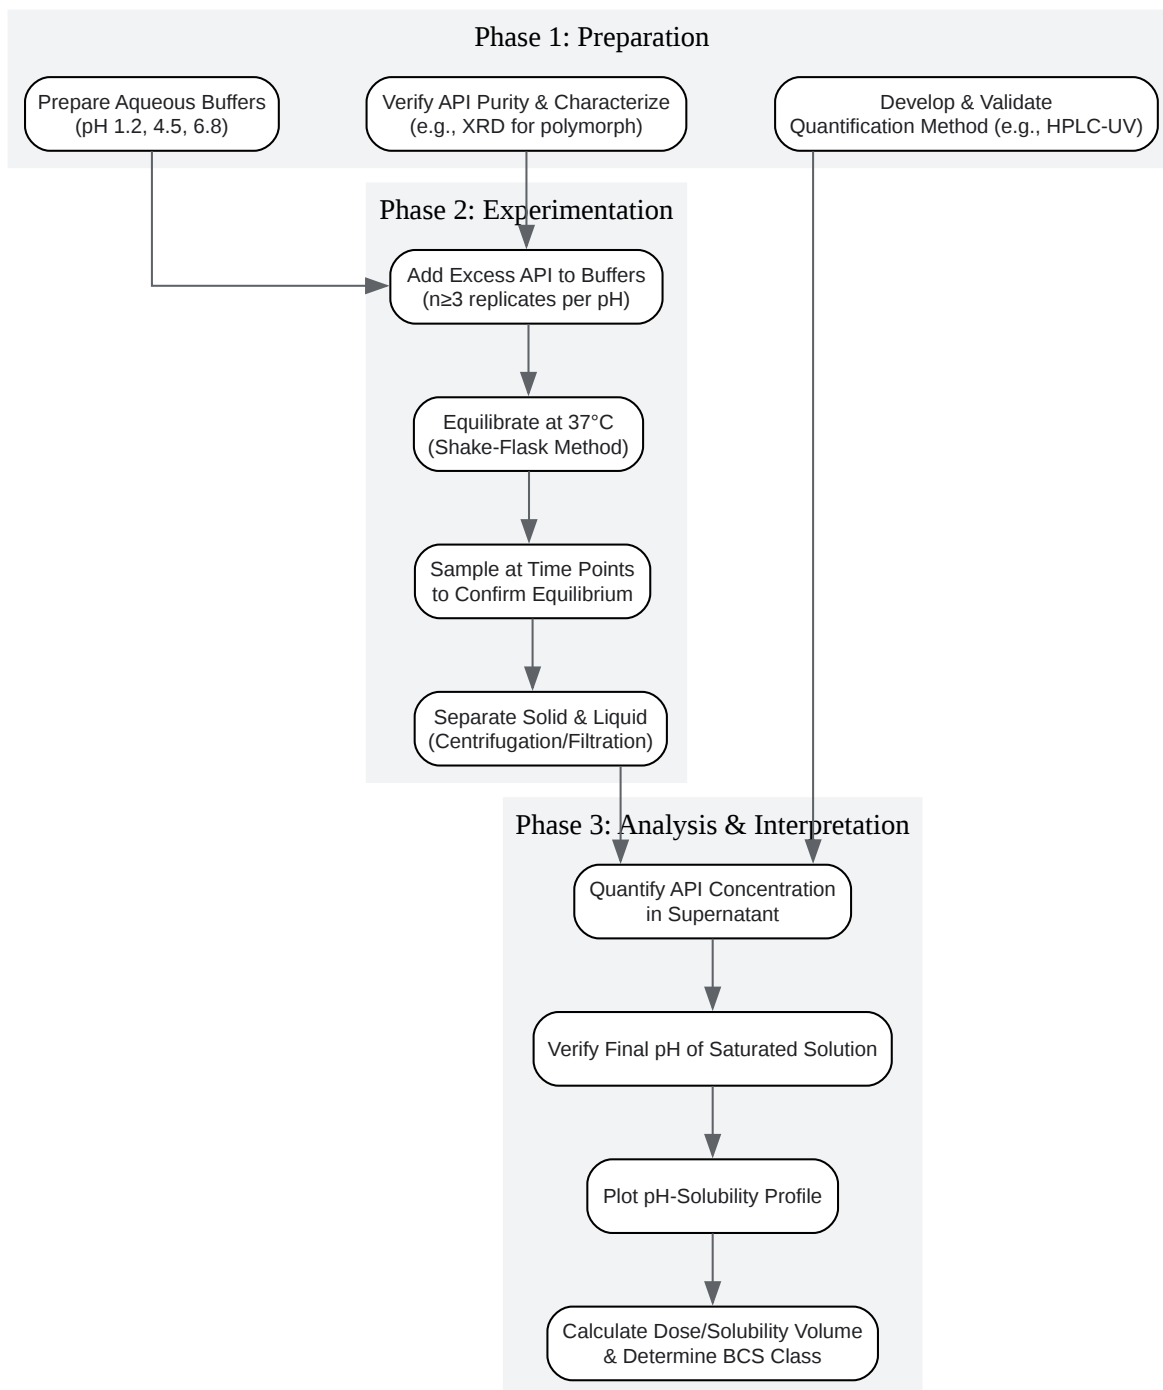 Phase 1: Preparation
Prepare Aqueous Buffers
(pH 1.2, 4.5, 6.8)
Verify API Purity & Characterize
(e.g., XRD for polymorph)
Develop & Validate
Quantification Method (e.g., HPLC-UV)
Phase 2: Experimentation
Add Excess API to Buffers
(n≥3 replicates per pH)
Equilibrate at 37°C
(Shake-Flask Method)
Sample at Time Points
to Confirm Equilibrium
Separate Solid & Liquid
(Centrifugation/Filtration)
Phase 3: Analysis & Interpretation
Quantify API Concentration
in Supernatant
Verify Final pH of Saturated Solution
Plot pH-Solubility Profile
Calculate Dose/Solubility Volume
& Determine BCS Class